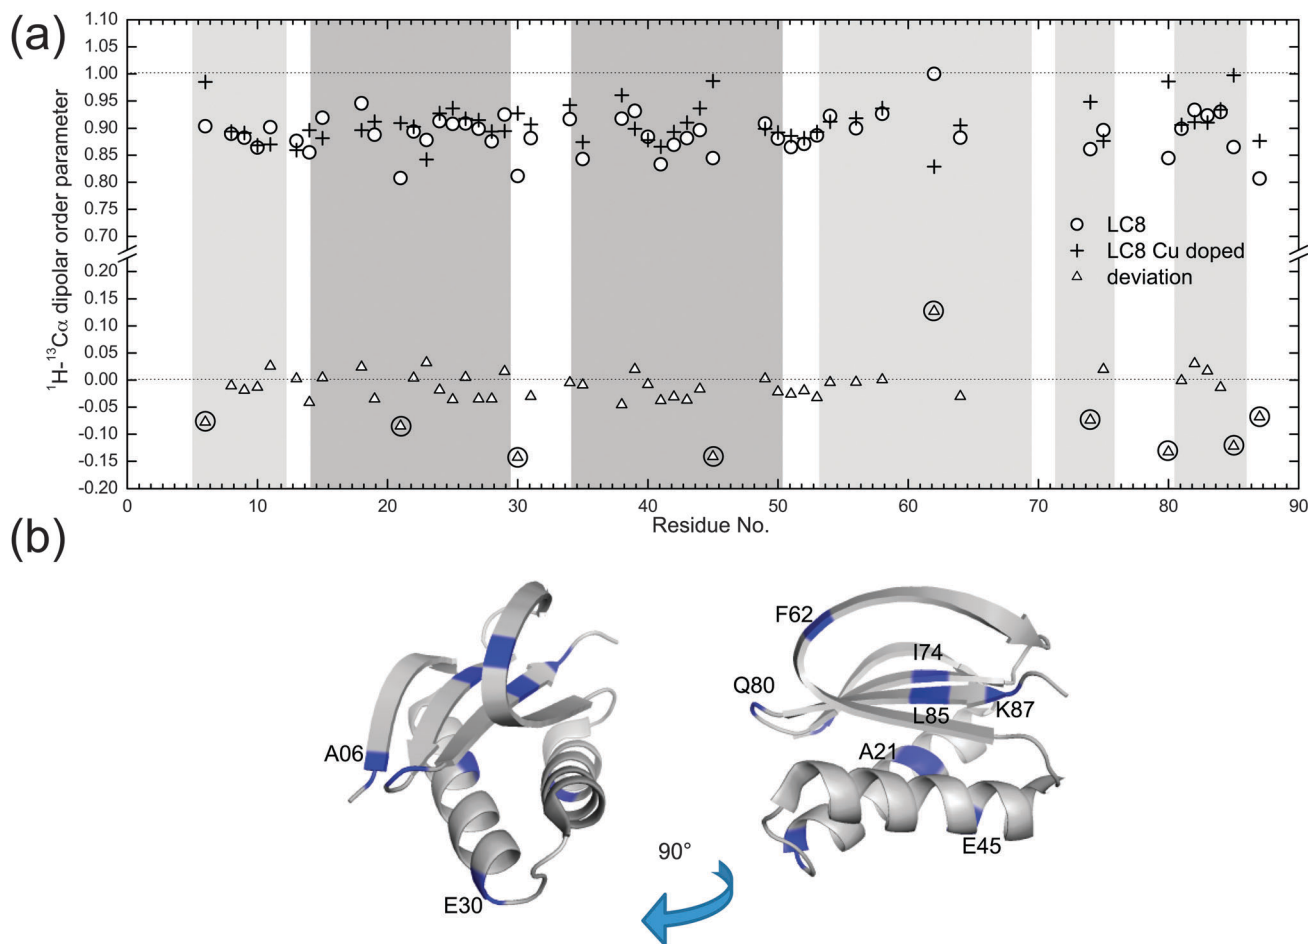 (a)
¹H-¹³Cα dipolar order parameter
1.10
1.05
1.00
0.95
0.90
0.85
0.80
0.75
0.70
0.20
0.15
0.10
0.05
0.00
-0.05
-0.10
-0.15
-0.20
LC8
LC8 Cu doped
deviation
0 10 20 30 40 50 60 70 80 90
Residue No.
(b)
F62
I74
Q80
L85
K87
A06
A21
E45
90°
E30